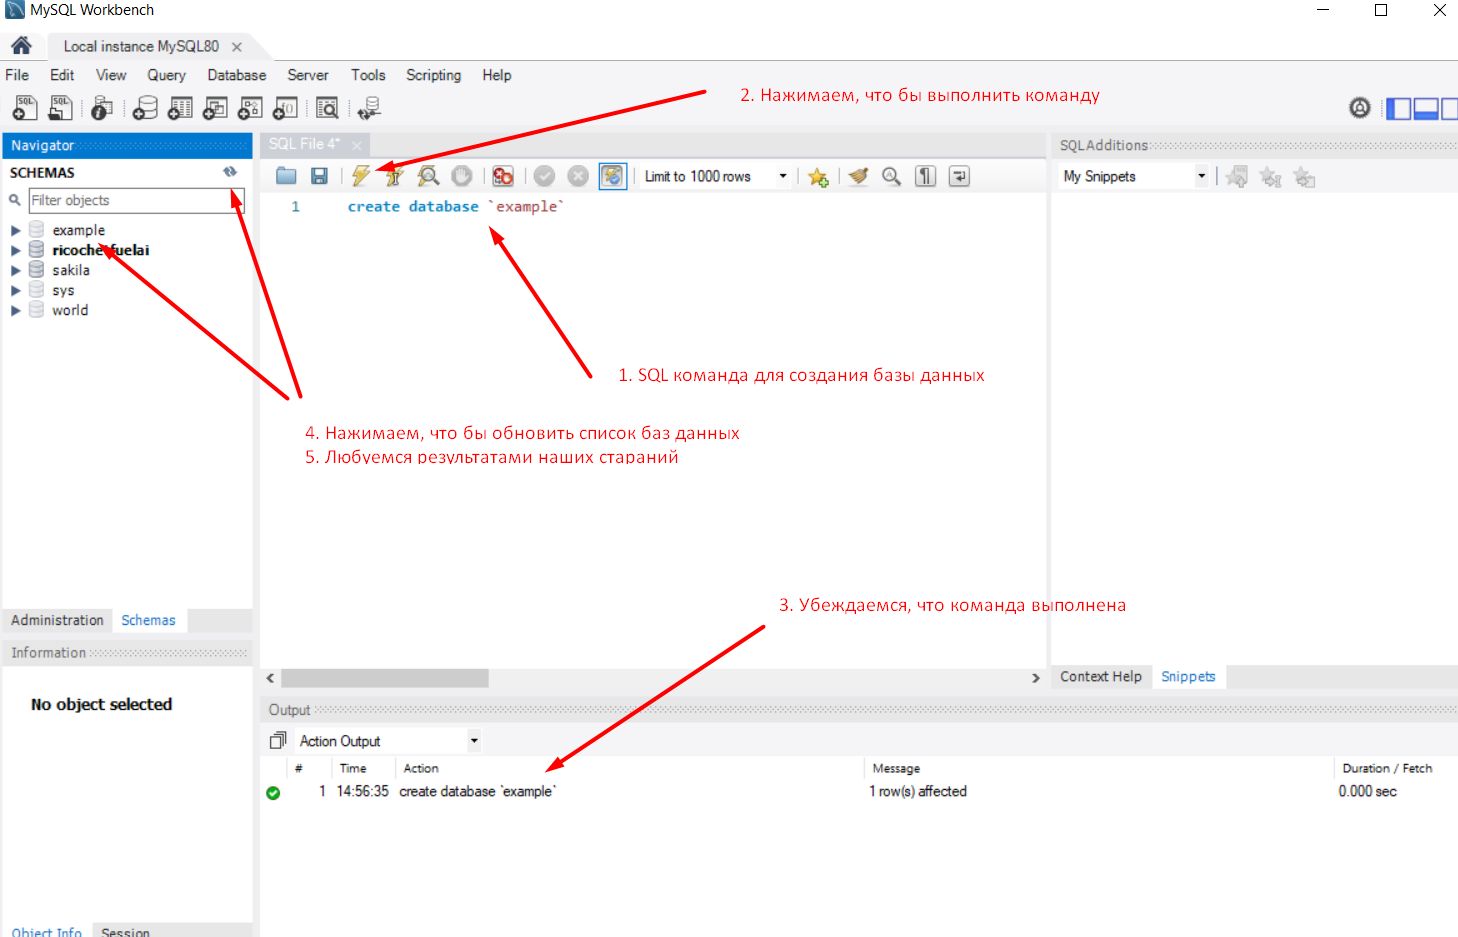 MySQL Workbench
Local instance MySQL80
File Edit View Query Database Server Tools Scripting Help
2. Нажимаем, что бы выполнить команду
Navigator
SCHEMAS
Filter objects
example
sakila
sys
world
SQL File 4*
Limit to 1000 rows
1 create database `example`
1. SQL команда для создания базы данных
4. Нажимаем, что бы обновить список баз данных
5. Любуемся результатами наших стараний
3. Убеждаемся, что команда выполнена
SQLAdditions
My Snippets
Administration Schemas
Information
No object selected
Object Info Session
Context Help Snippets
Output
Action Output
# Time Action Message Duration / Fetch
1 14:56:35 create database `example` 1 row(s) affected 0.000 sec